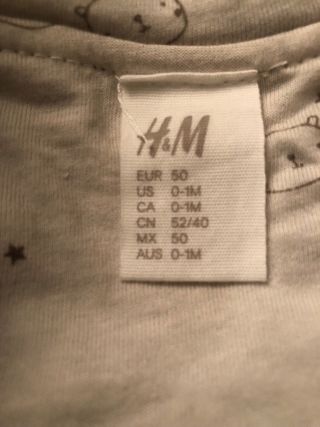 H&M
EUR 50
US 0-1M
CA 0-1M
CN 52/40
MX 50
AUS 0-1M